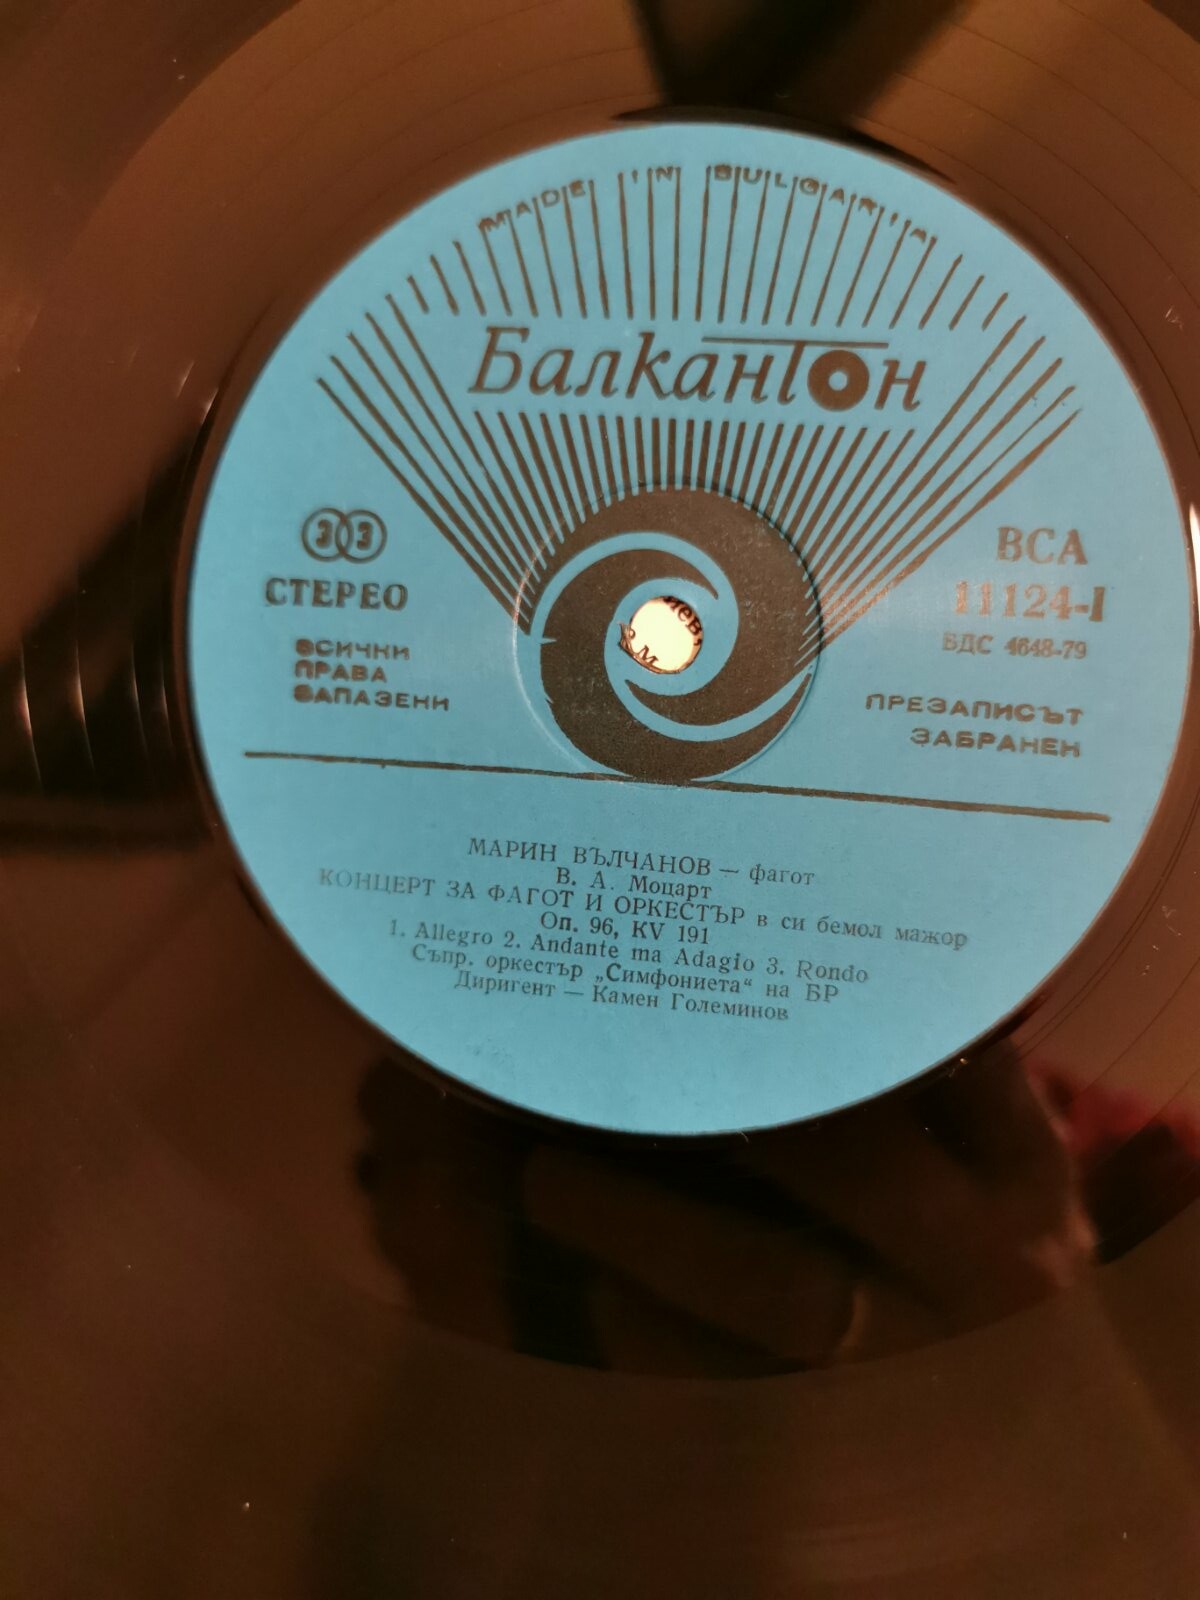 MADE IN BULGARIA
Балкантон
33
СТЕРЕО
ВСИЧКИ
ПРАВА
ЗАПАЗЕНИ
ВСА
11124-I
БДС 4648-79
ПРЕЗАПИСЪТ
ЗАБРАНЕН
МАРИН ВЪЛЧАНОВ — фагот
В. А. Моцарт
КОНЦЕРТ ЗА ФАГОТ И ОРКЕСТЪР в си бемол мажор
Оп. 96, KV 191
1. Allegro 2. Andante ma Adagio 3. Rondo
Съпр. оркестър „Симфониета“ на БР
Диригент — Камен Големинов